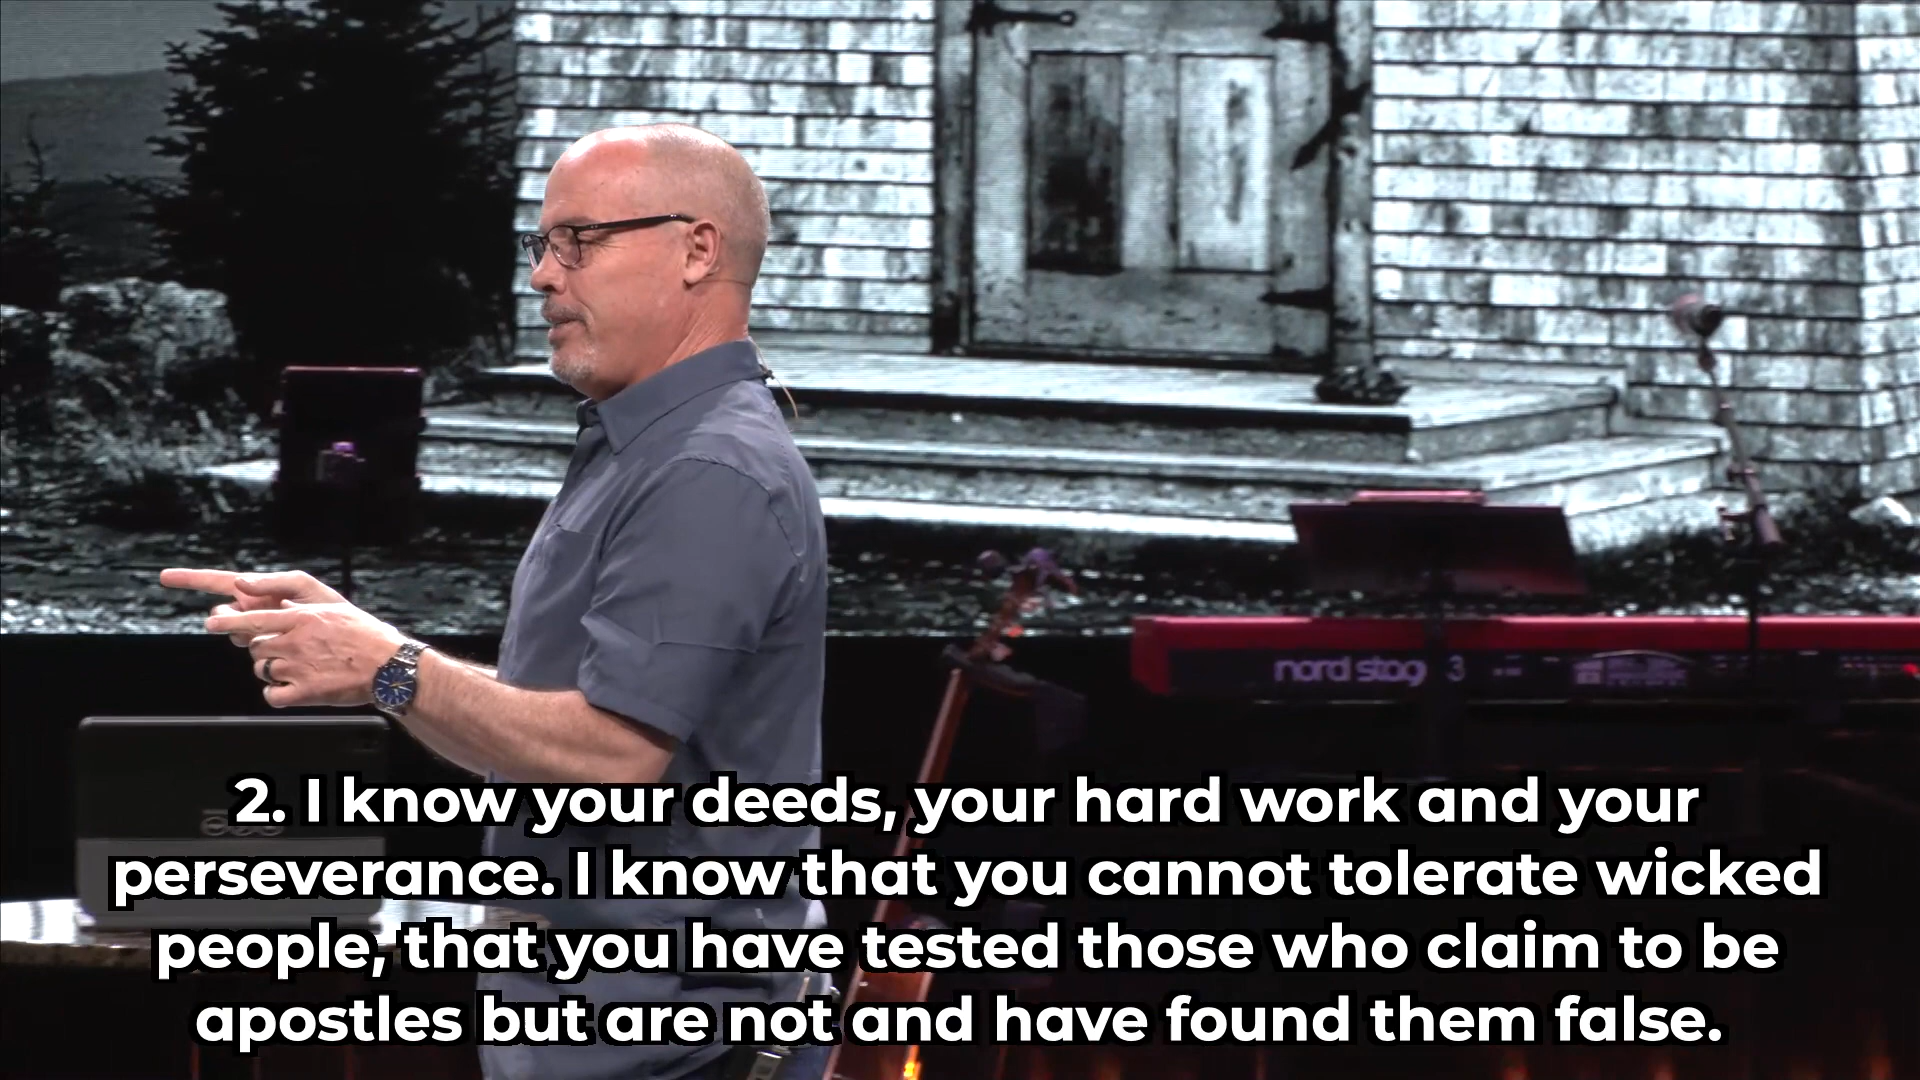 nord stag 3
2. I know your deeds, your hard work and your
perseverance. I know that you cannot tolerate wicked
people, that you have tested those who claim to be
apostles but are not and have found them false.